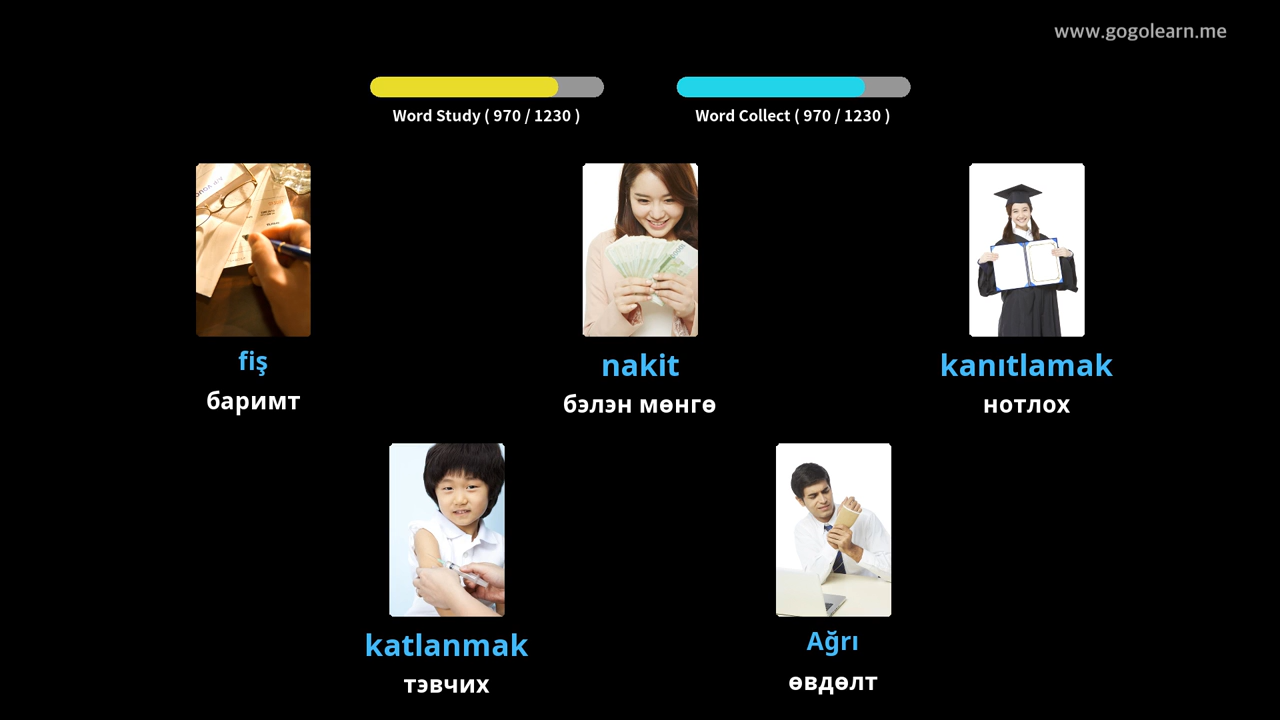 www.gogolearn.me
Word Study ( 970 / 1230 )
Word Collect ( 970 / 1230 )
fiş
баримт
nakit
бэлэн мөнгө
kanıtlamak
нотлох
katlanmak
тэвчих
Ağrı
өвдөлт